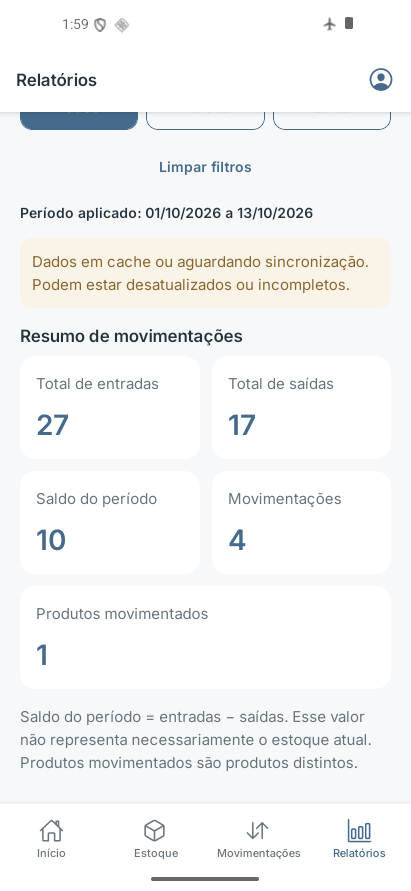 1:59
Relatórios
Limpar filtros
Período aplicado: 01/10/2026 a 13/10/2026
Dados em cache ou aguardando sincronização.
Podem estar desatualizados ou incompletos.
Resumo de movimentações
Total de entradas
27
Total de saídas
17
Saldo do período
10
Movimentações
4
Produtos movimentados
1
Saldo do período = entradas – saídas. Esse valor
não representa necessariamente o estoque atual.
Produtos movimentados são produtos distintos.
Início
Estoque
Movimentações
Relatórios